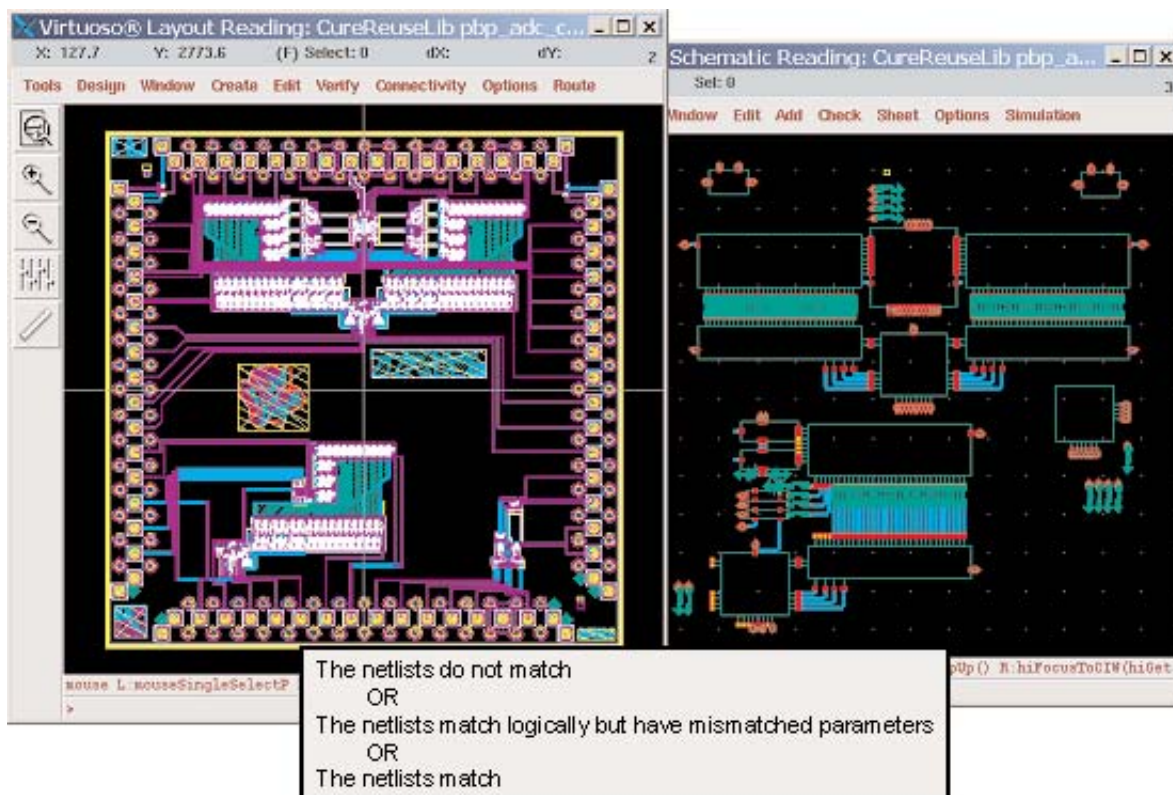 Virtuoso® Layout Reading: CureReuseLib pbp_adc_c...
X: 127.7 Y: 2773.6 (F) Select: 0 dX: dY: 2
Tools Design Window Create Edit Verify Connectivity Options Route
mouse L:mouseSingleSelectP
>
Schematic Reading: CureReuseLib pbp_a...
Sel: 0 3
Window Edit Add Check Sheet Options Simulation
pUp() R:hiFocusToCIW(hiGet
The netlists do not match
OR
The netlists match logically but have mismatched parameters
OR
The netlists match